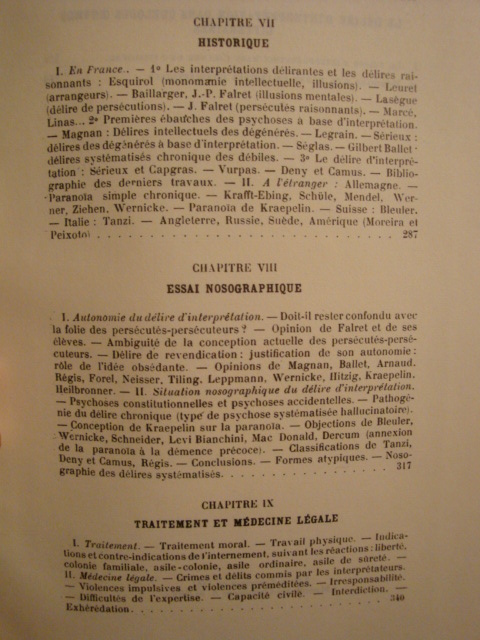 CHAPITRE VII
HISTORIQUE
I. En France. — 1° Les interprétations délirantes et les délires rai-
sonnants : Esquirol (monomanie intellectuelle, illusions). — Leuret
(arrangeurs). — Baillarger, J.-P. Falret (illusions mentales). — Lasègue
(délire de persécutions). — J. Falret (persécutés raisonnants). — Marcé,
Linas... 2° Premières ébauches des psychoses à base d'interprétation.
— Magnan : Délires intellectuels des dégénérés. — Legrain. — Sérieux :
délires des dégénérés à base d'interprétation. — Séglas. — Gilbert Ballet :
délires systématisés chronique des débiles. — 3° Le délire d'interpré-
tation : Sérieux et Capgras. — Vurpas. — Deny et Camus. — Biblio-
graphie des derniers travaux. — II. A l'étranger : Allemagne. —
Paranoïa simple chronique. — Krafft-Ebing, Schüle, Mendel, Wer-
ner, Ziehen, Wernicke. — Paranoïa de Kraepelin. — Suisse : Bleuler.
— Italie : Tanzi. — Angleterre, Russie, Suède, Amérique (Moreira et
Peixoto) . . . . . . . . . . . . . . . . . . . . . . . . . 287
CHAPITRE VIII
ESSAI NOSOGRAPHIQUE
I. Autonomie du délire d'interprétation. — Doit-il rester confondu avec
la folie des persécutés-persécuteurs ? — Opinion de Falret et de ses
élèves. — Ambiguïté de la conception actuelle des persécutés-persé-
cuteurs. — Délire de revendication : justification de son autonomie :
rôle de l'idée obsédante. — Opinions de Magnan, Ballet, Arnaud,
Régis, Forel, Neisser, Tiling, Leppmann, Wernicke, Hitzig, Kraepelin,
Heilbronner. — II. Situation nosographique du délire d'interprétation.
— Psychoses constitutionnelles et psychoses accidentelles. — Pathogé-
nie du délire chronique (type de psychose systématisée hallucinatoire).
— Conception de Kraepelin sur la paranoïa. — Objections de Bleuler,
Wernicke, Schneider, Levi Bianchini, Mac Donald, Dercum (annexion
de la paranoïa à la démence précoce). — Classifications de Tanzi,
Deny et Camus, Régis. — Conclusions. — Formes atypiques. — Noso-
graphie des délires systématisés. . . . . . . . . . . . . . . 317
CHAPITRE IX
TRAITEMENT ET MÉDECINE LÉGALE
I. Traitement. — Traitement moral. — Travail physique. — Indica-
tions et contre-indications de l'internement, suivant les réactions : liberté,
colonie familiale, asile-colonie, asile ordinaire, asile de sûreté. —
II. Médecine légale. — Crimes et délits commis par les interprétateurs.
— Violences impulsives et violences préméditées. — Irresponsabilité.
— Difficultés de l'expertise. — Capacité civile. — Interdiction. —
Exhérédation. . . . . . . . . . . . . . . . . . . . . . . . 340